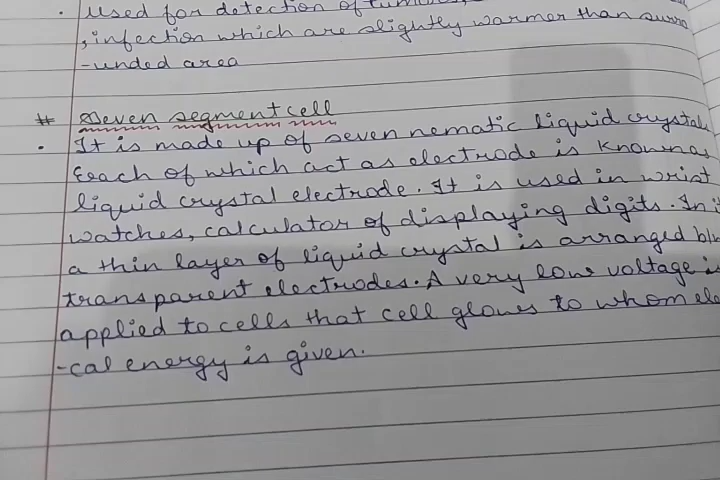 . Used for detection of tumours,
, infection which are slightly warmer than surro
-unded area
# Seven segment cell
. It is made up of seven nematic liquid crystal,
Each of which act as electrode is known as
liquid crystal electrode. It is used in wrist
watches, calculator of displaying digits. In it
a thin layer of liquid crystal is arranged b/w
transparent electrodes. A very low voltage is
applied to cells that cell glows to whom ele
-cal energy is given.